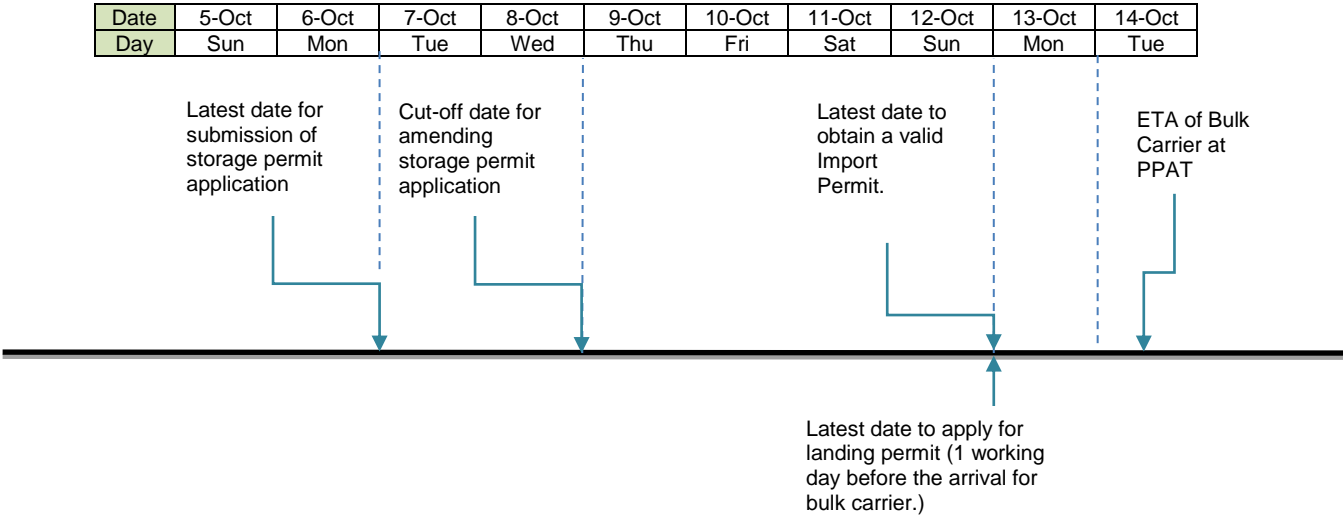 Date 5-Oct 6-Oct 7-Oct 8-Oct 9-Oct 10-Oct 11-Oct 12-Oct 13-Oct 14-Oct
Day Sun Mon Tue Wed Thu Fri Sat Sun Mon Tue
Latest date for
submission of
storage permit
application
Cut-off date for
amending
storage permit
application
Latest date to
obtain a valid
Import
Permit.
ETA of Bulk
Carrier at
PPAT
Latest date to apply for
landing permit (1 working
day before the arrival for
bulk carrier.)